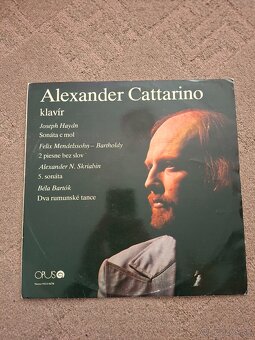 Alexander Cattarino
klavír
Joseph Haydn
Sonáta c mol
Felix Mendelssohn – Bartholdy
2 piesne bez slov
Alexander N. Skriabin
5. sonáta
Béla Bartók
Dva rumunské tance
OPUS